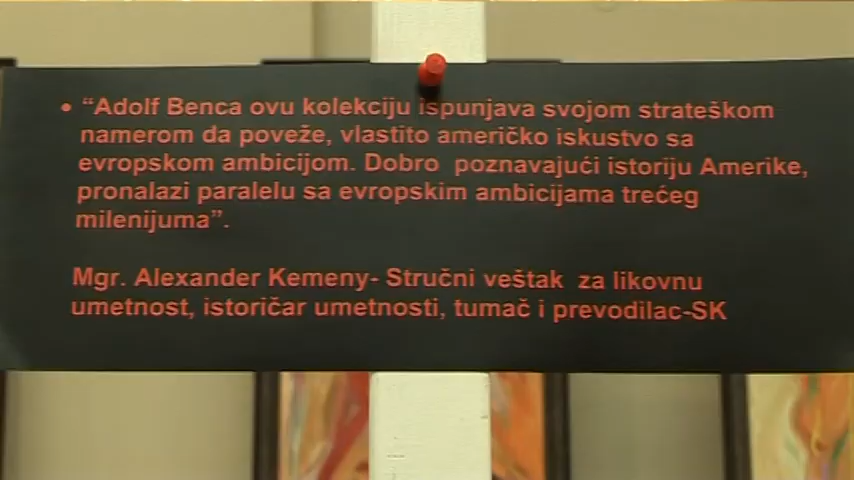 • “Adolf Benca ovu kolekciju ispunjava svojom strateškom
namerom da poveže, vlastito američko iskustvo sa
evropskom ambicijom. Dobro poznavajući istoriju Amerike,
pronalazi paralelu sa evropskim ambicijama trećeg
milenijuma”.
Mgr. Alexander Kemeny- Stručni veštak za likovnu
umetnost, istoričar umetnosti, tumač i prevodilac-SK